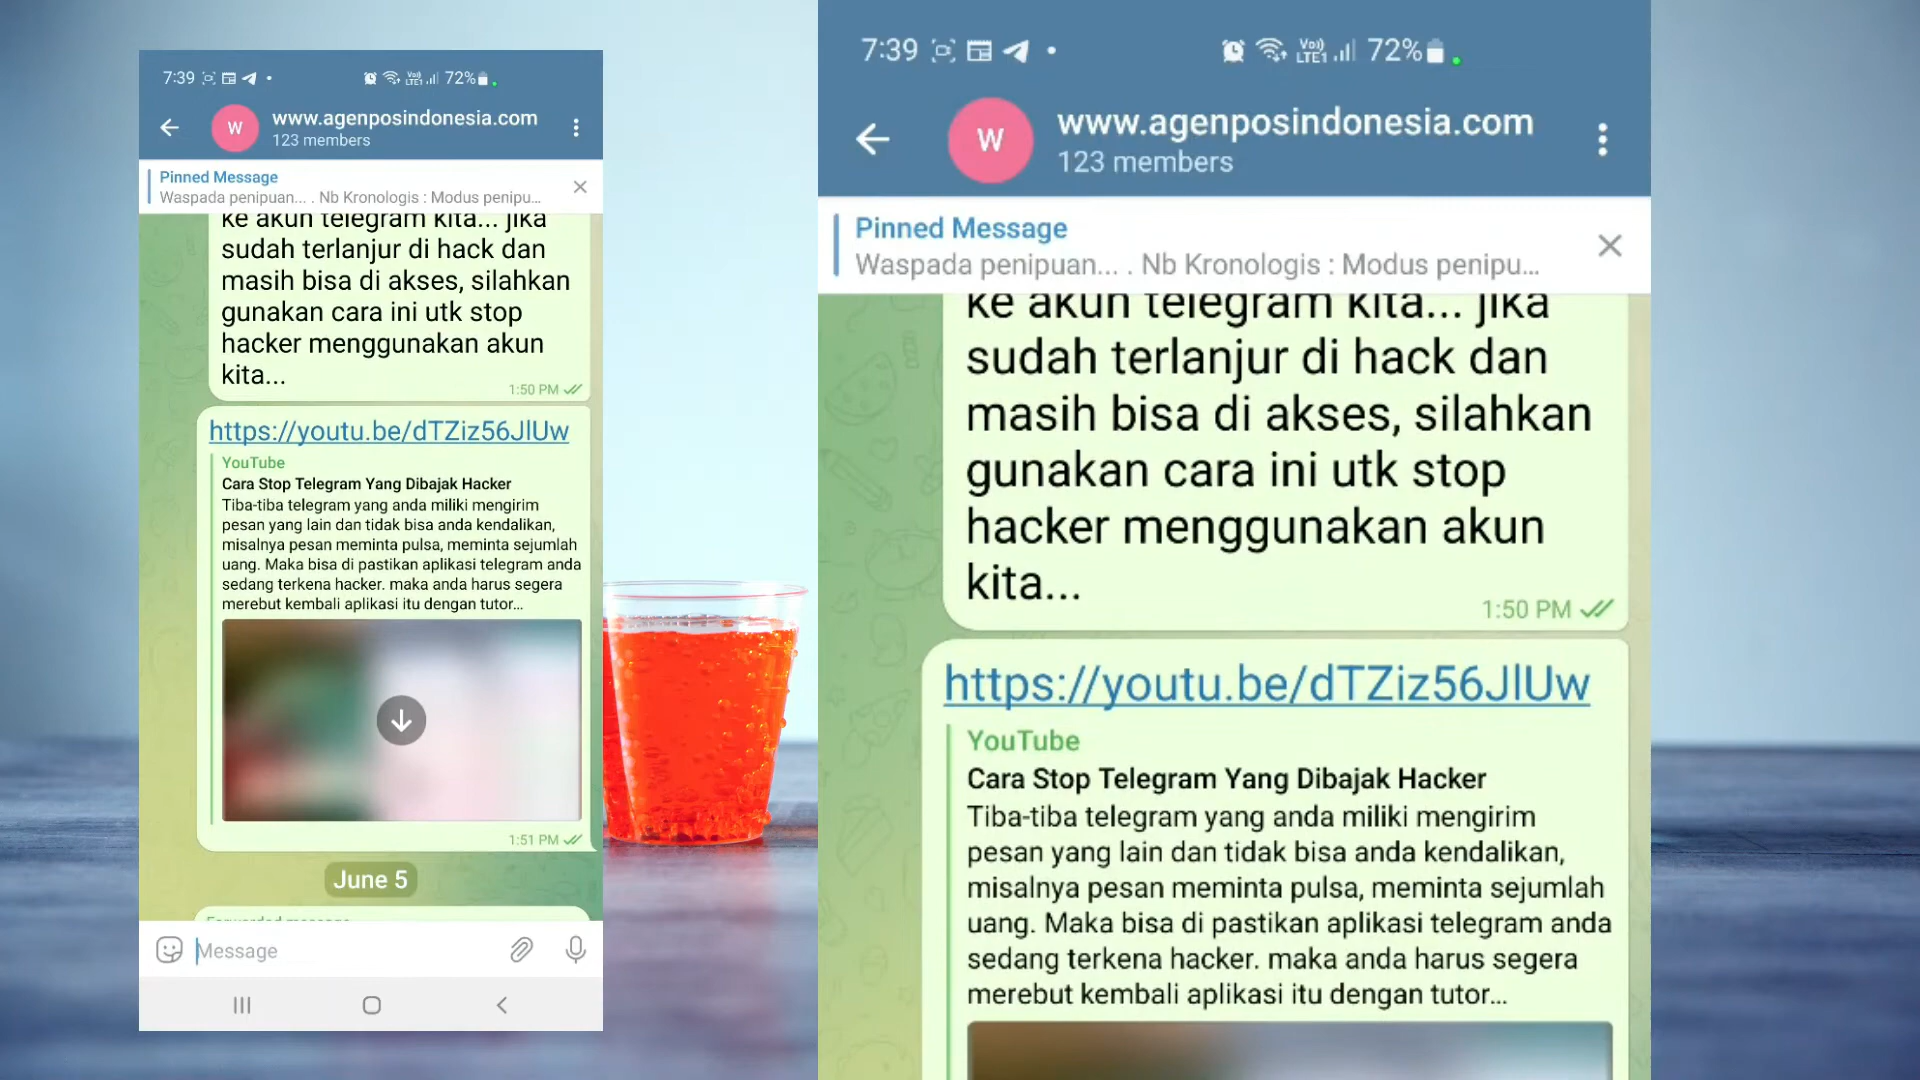 7:39
Vo)) LTE1 72%
W
www.agenposindonesia.com
123 members
Pinned Message
Waspada penipuan... . Nb Kronologis : Modus penipu...
ke akun telegram kita... jika
sudah terlanjur di hack dan
masih bisa di akses, silahkan
gunakan cara ini utk stop
hacker menggunakan akun
kita...
1:50 PM
https://youtu.be/dTZiz56JlUw
YouTube
Cara Stop Telegram Yang Dibajak Hacker
Tiba-tiba telegram yang anda miliki mengirim
pesan yang lain dan tidak bisa anda kendalikan,
misalnya pesan meminta pulsa, meminta sejumlah
uang. Maka bisa di pastikan aplikasi telegram anda
sedang terkena hacker. maka anda harus segera
merebut kembali aplikasi itu dengan tutor...
1:51 PM
June 5
Forwarded message
Message
7:39
Vo)) LTE1 72%
W
www.agenposindonesia.com
123 members
Pinned Message
Waspada penipuan... . Nb Kronologis : Modus penipu...
ke akun telegram kita... jika
sudah terlanjur di hack dan
masih bisa di akses, silahkan
gunakan cara ini utk stop
hacker menggunakan akun
kita...
1:50 PM
https://youtu.be/dTZiz56JlUw
YouTube
Cara Stop Telegram Yang Dibajak Hacker
Tiba-tiba telegram yang anda miliki mengirim
pesan yang lain dan tidak bisa anda kendalikan,
misalnya pesan meminta pulsa, meminta sejumlah
uang. Maka bisa di pastikan aplikasi telegram anda
sedang terkena hacker. maka anda harus segera
merebut kembali aplikasi itu dengan tutor...